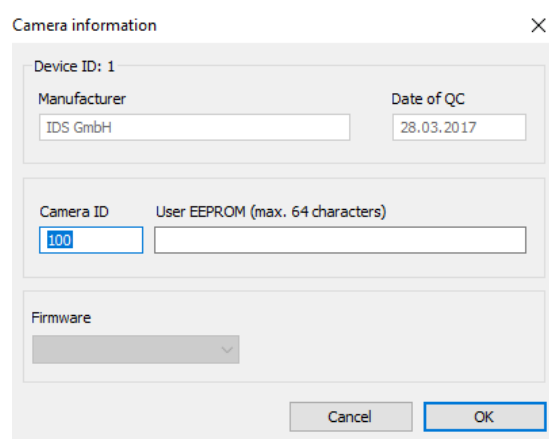 Camera information
Device ID: 1
Manufacturer Date of QC
IDS GmbH 28.03.2017
Camera ID User EEPROM (max. 64 characters)
100
Firmware
Cancel OK